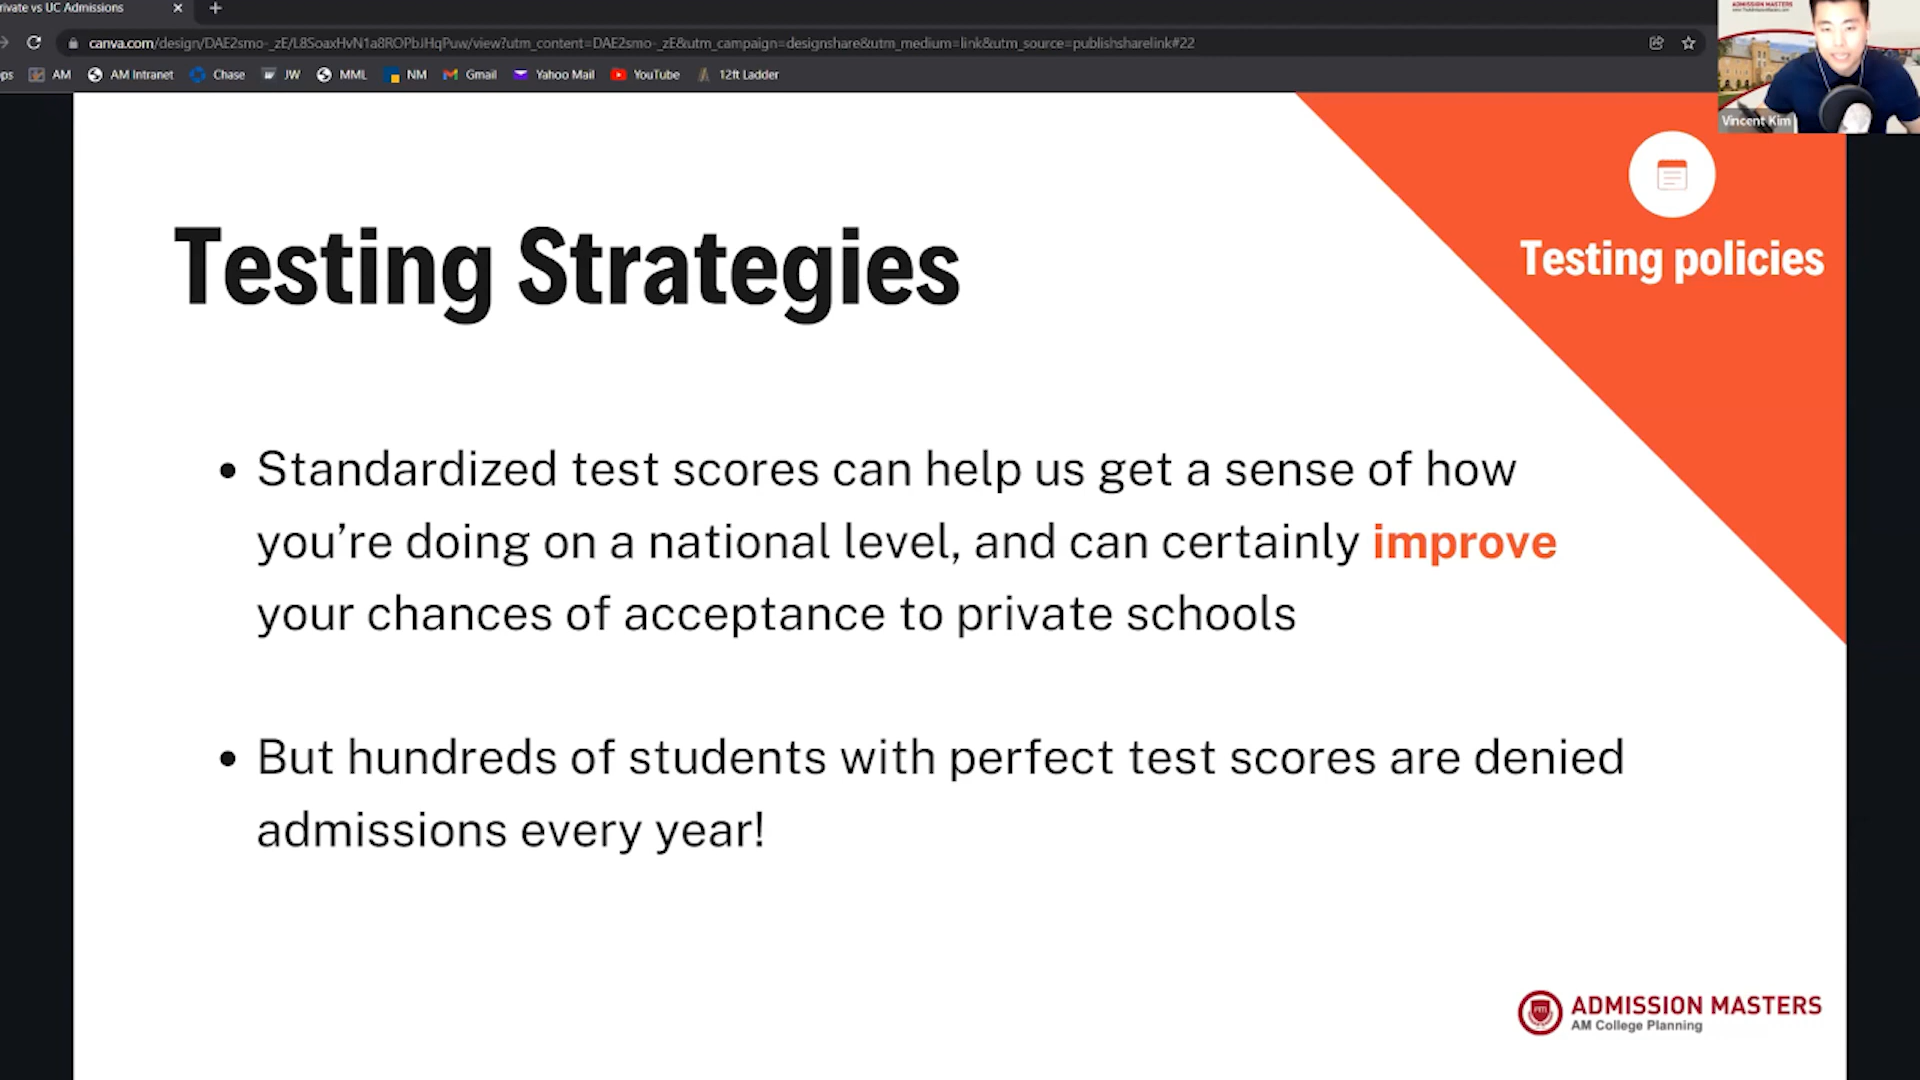 rivate vs UC Admissions
canva.com/design/DAE2smo-_zE/L8SoaxHvN1a8ROPbJHqPuw/view?utm_content=DAE2smo-_zE&utm_campaign=designshare&utm_medium=link&utm_source=publishsharelink#22
ps AM AM Intranet Chase JW MML NM Gmail Yahoo Mail YouTube 12ft Ladder
ADMISSION MASTERS
Vincent Kim
Testing policies
Testing Strategies
• Standardized test scores can help us get a sense of how
you’re doing on a national level, and can certainly improve
your chances of acceptance to private schools
• But hundreds of students with perfect test scores are denied
admissions every year!
ADMISSION MASTERS
AM College Planning